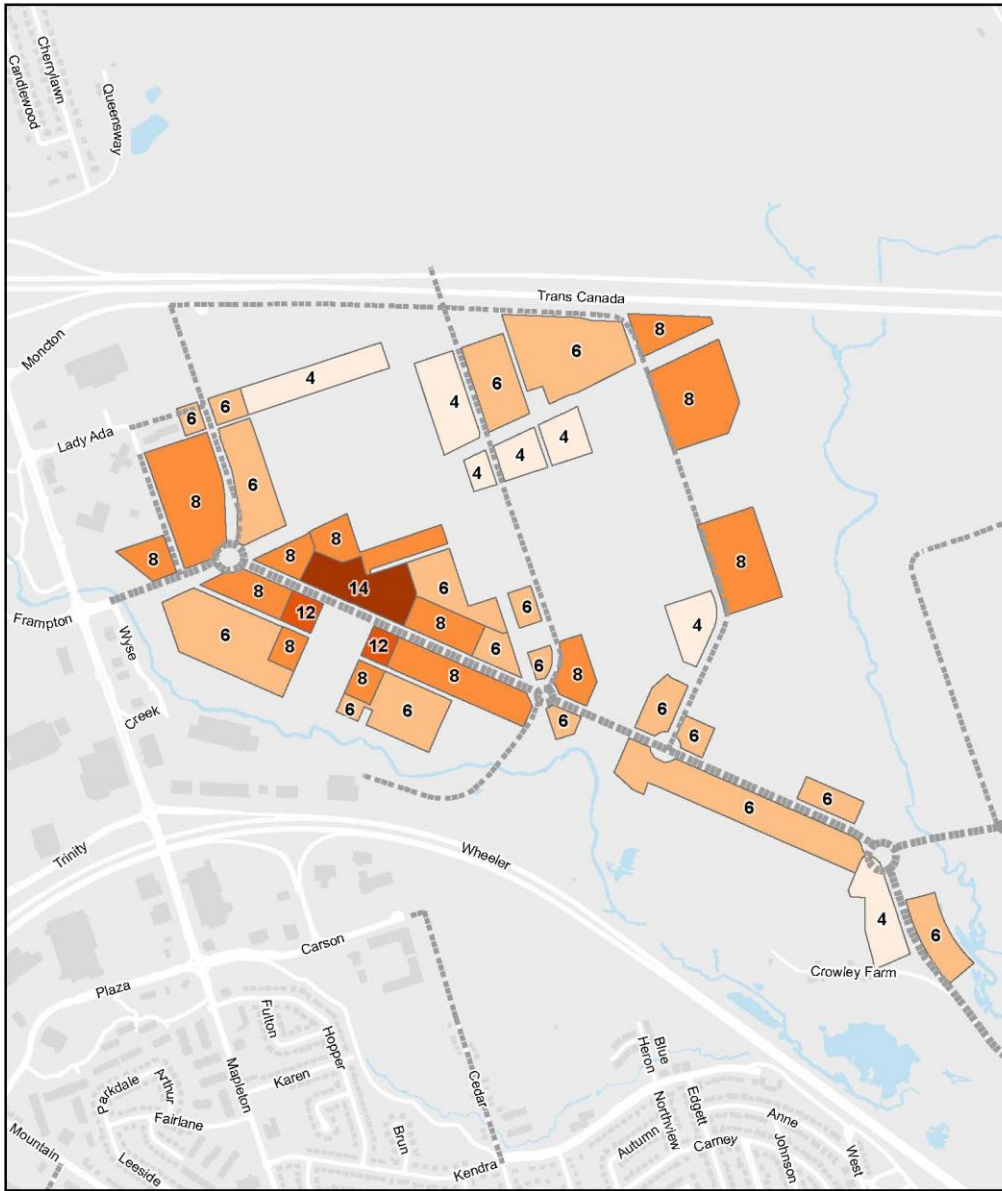 Cherrylawn
Candlewood
Queensway
Trans Canada
8
Moncton
6
4
6
8
4
6
6
4
Lady Ada
4
4
6
8
8
8
8
8
14
6
8
4
Frampton
12
8
6
6
Wyse
6
8
12
6
6
8
8
8
6
6
6
6
6
Creek
6
6
Trinity
Wheeler
4
6
Carson
Crowley Farm
Plaza
Fulton
Hopper
Blue
Heron
Parkdale
Arthur
Karen
Mapleton
Cedar
Edgett
Anne
Fairlane
Northview
Brun
Autumn
Carney
Johnson
West
Mountain
Leeside
Kendra